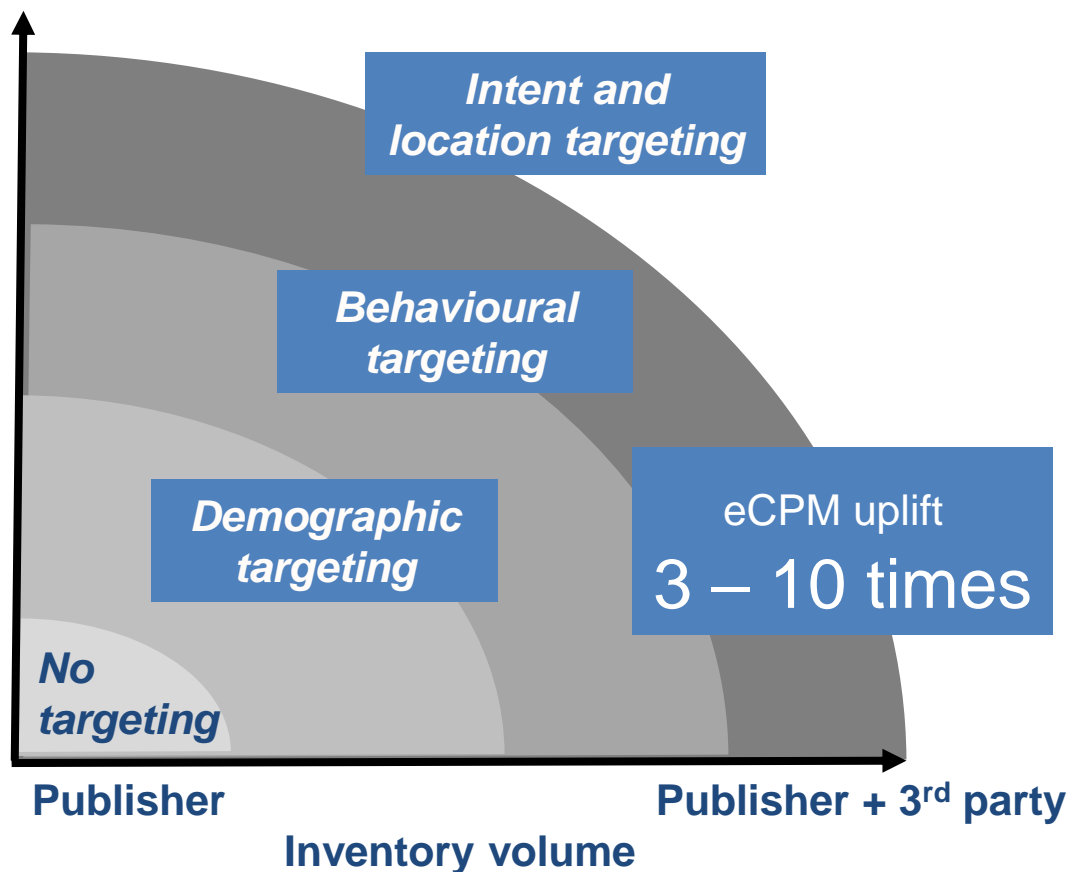 Intent and
location targeting
Behavioural
targeting
eCPM uplift
3 – 10 times
Demographic
targeting
No
targeting
Publisher
Publisher + 3rd party
Inventory volume